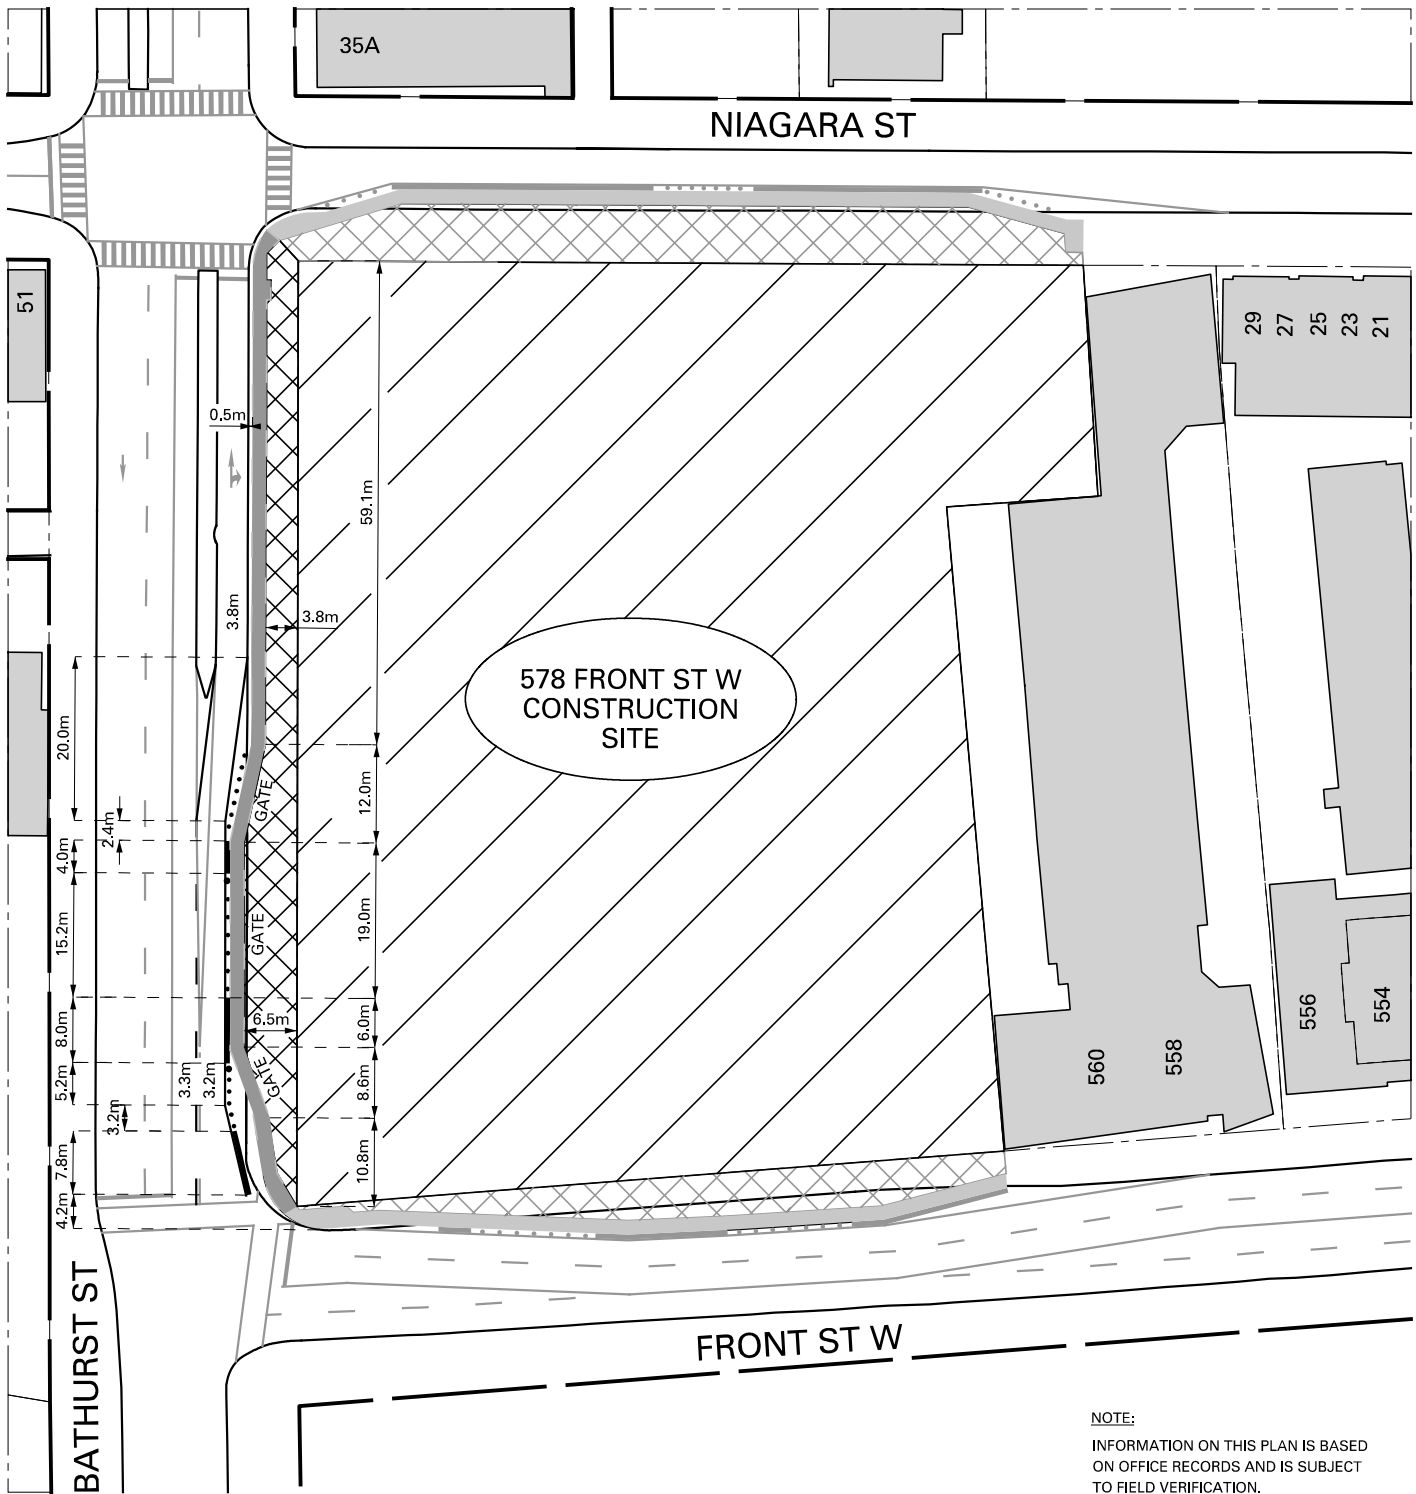 35A
NIAGARA ST
51
29
27
25
23
21
0.5m
59.1m
3.8m
3.8m
578 FRONT ST W
CONSTRUCTION
SITE
20.0m
GATE
12.0m
2.4m
4.0m
15.2m
GATE
19.0m
6.5m
6.0m
8.0m
556
554
560
558
GATE
3.3m
3.2m
8.6m
5.2m
3.2m
7.8m
10.8m
4.2m
BATHURST ST
FRONT ST W
NOTE:
INFORMATION ON THIS PLAN IS BASED
ON OFFICE RECORDS AND IS SUBJECT
TO FIELD VERIFICATION.